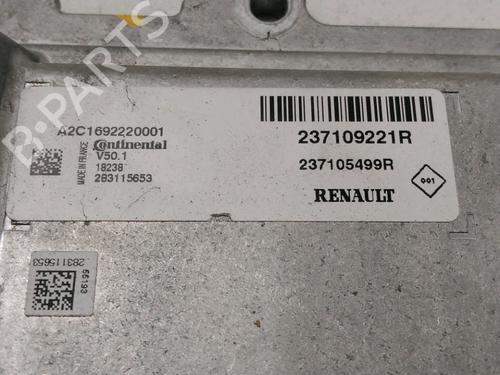 B-PARTS
A2C1692220001
MADE IN FRANCE
Continental
V50.1
18238
283115653
237109221R
237105499R
RENAULT
001
283115653
66193